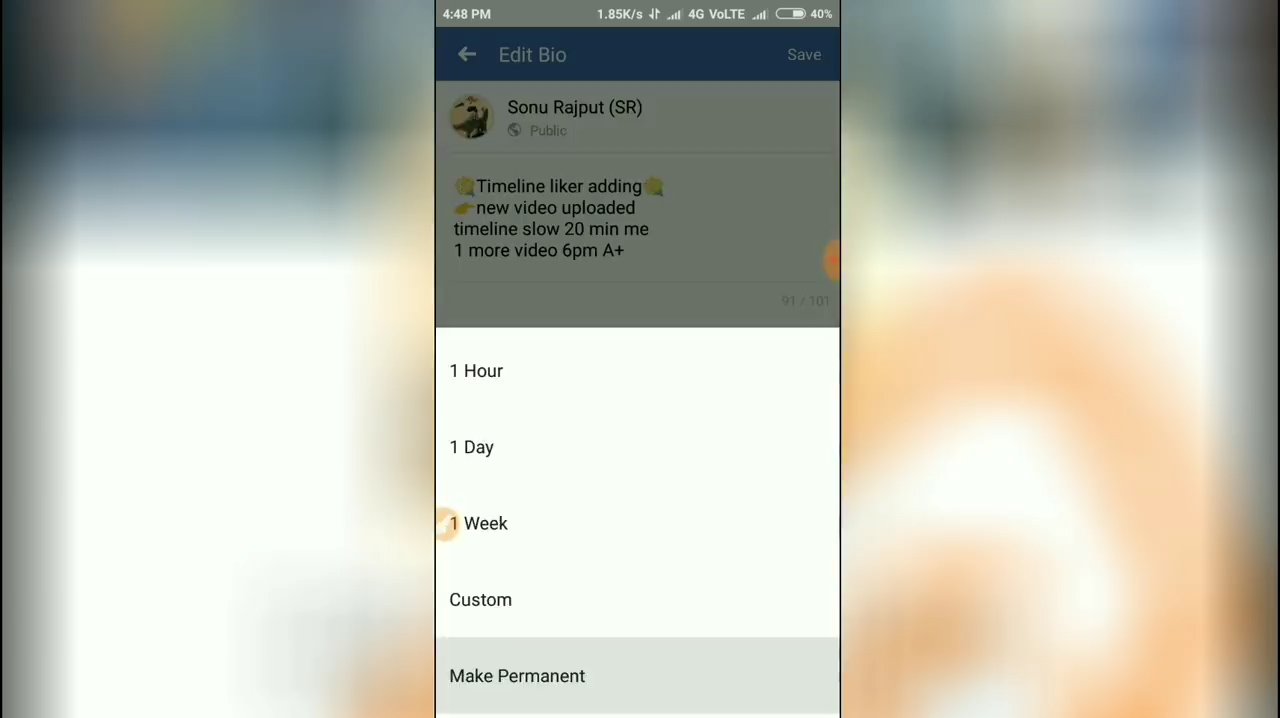 4:48 PM 1.85K/s 4G VoLTE 40%
Edit Bio Save
Sonu Rajput (SR)
Public
Timeline liker adding
new video uploaded
timeline slow 20 min me
1 more video 6pm A+
91 / 101
1 Hour
1 Day
1 Week
Custom
Make Permanent